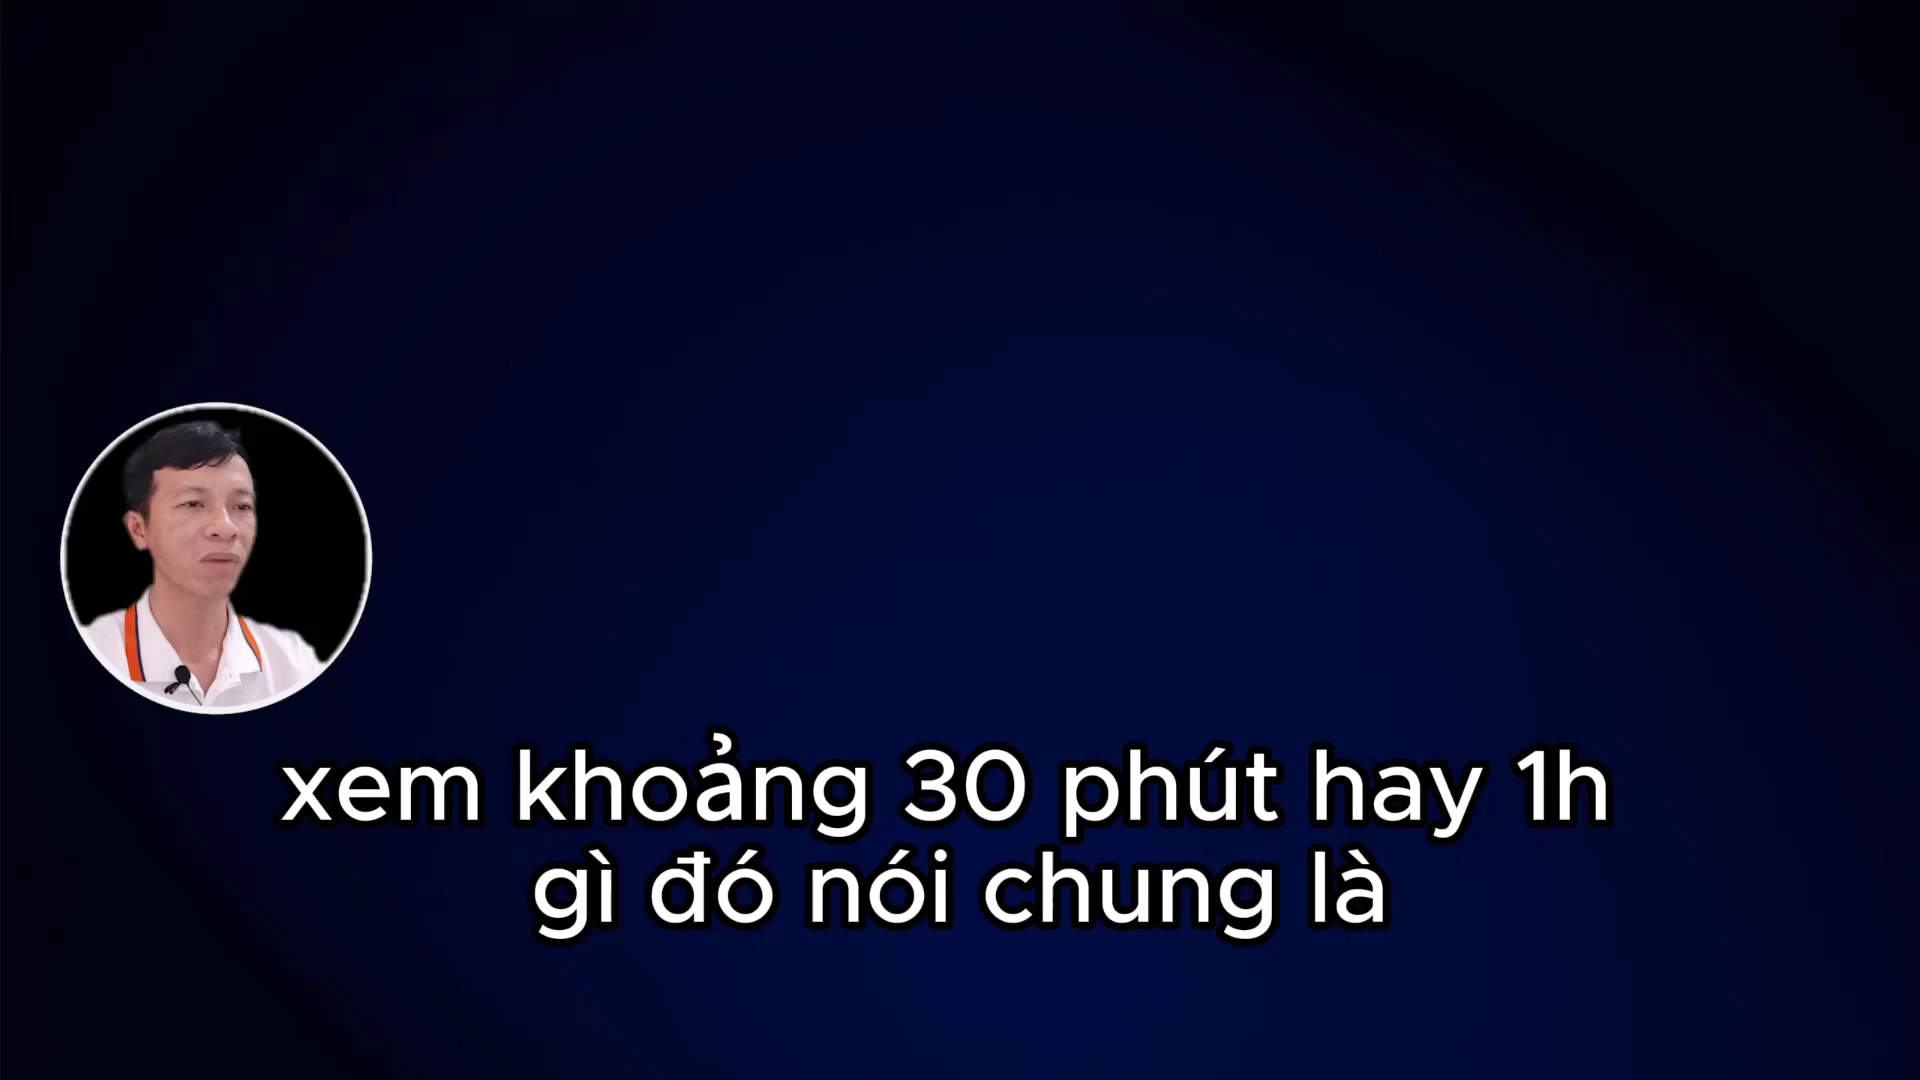 xem khoảng 30 phút hay 1h
gì đó nói chung là